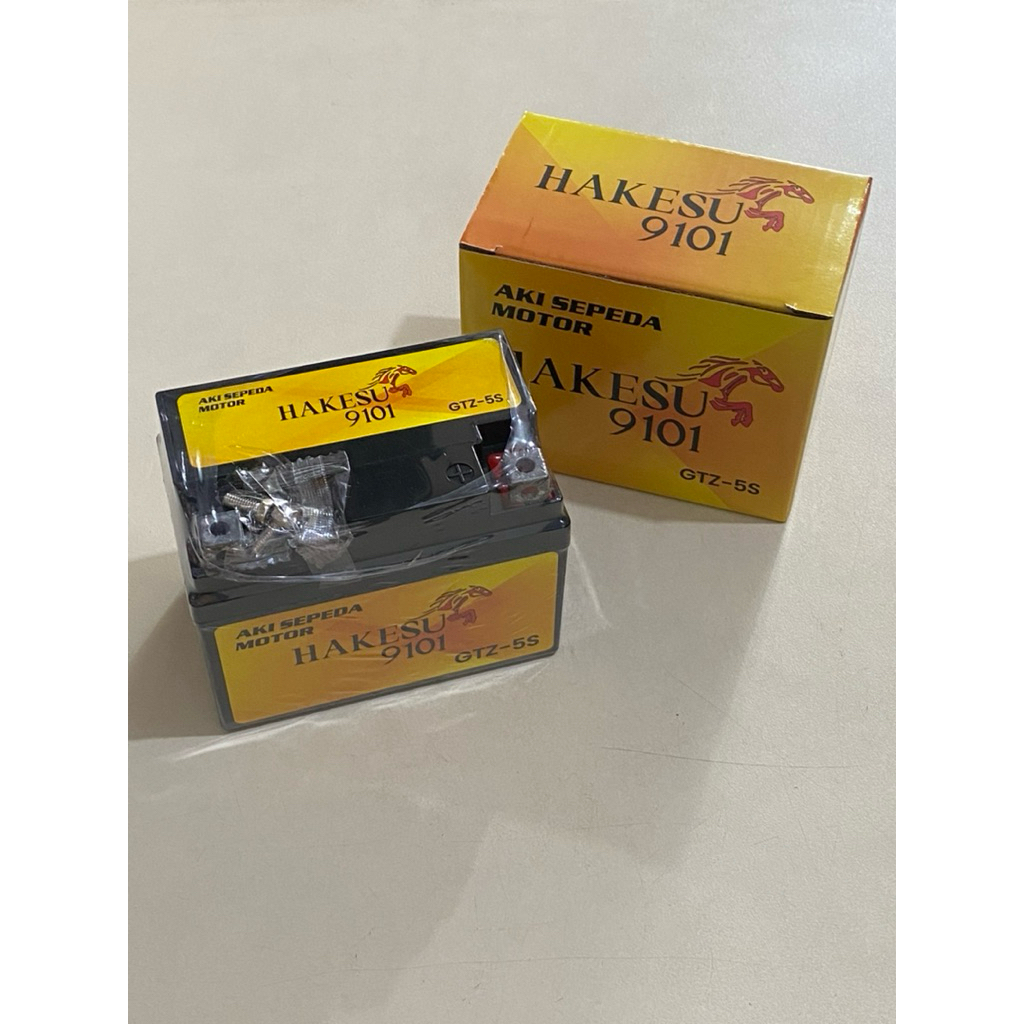 HAKESU
9101
AKI SEPEDA
MOTOR
HAKESU
9101
GTZ-5S
AKI SEPEDA
MOTOR
HAKESU
9101
GTZ-5S
+
AKI SEPEDA
MOTOR
HAKESU
9101
GTZ-5S